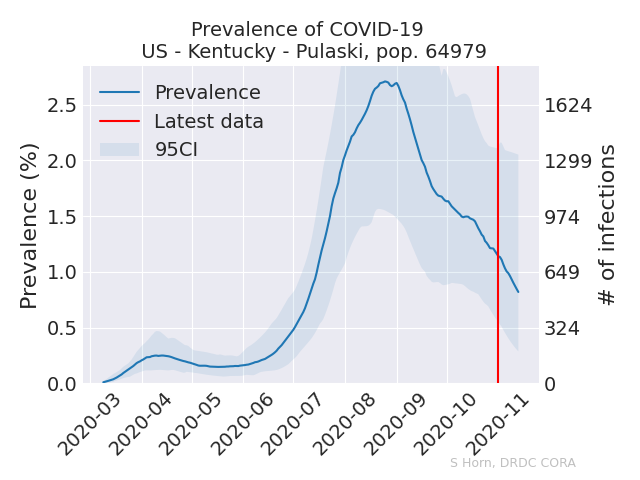 Prevalence of COVID-19
US - Kentucky - Pulaski, pop. 64979
Prevalence
Latest data
95CI
Prevalence (%)
2.5
2.0
1.5
1.0
0.5
0.0
1624
1299
974
649
324
0
# of infections
2020-03
2020-04
2020-05
2020-06
2020-07
2020-08
2020-09
2020-10
2020-11
S Horn, DRDC CORA